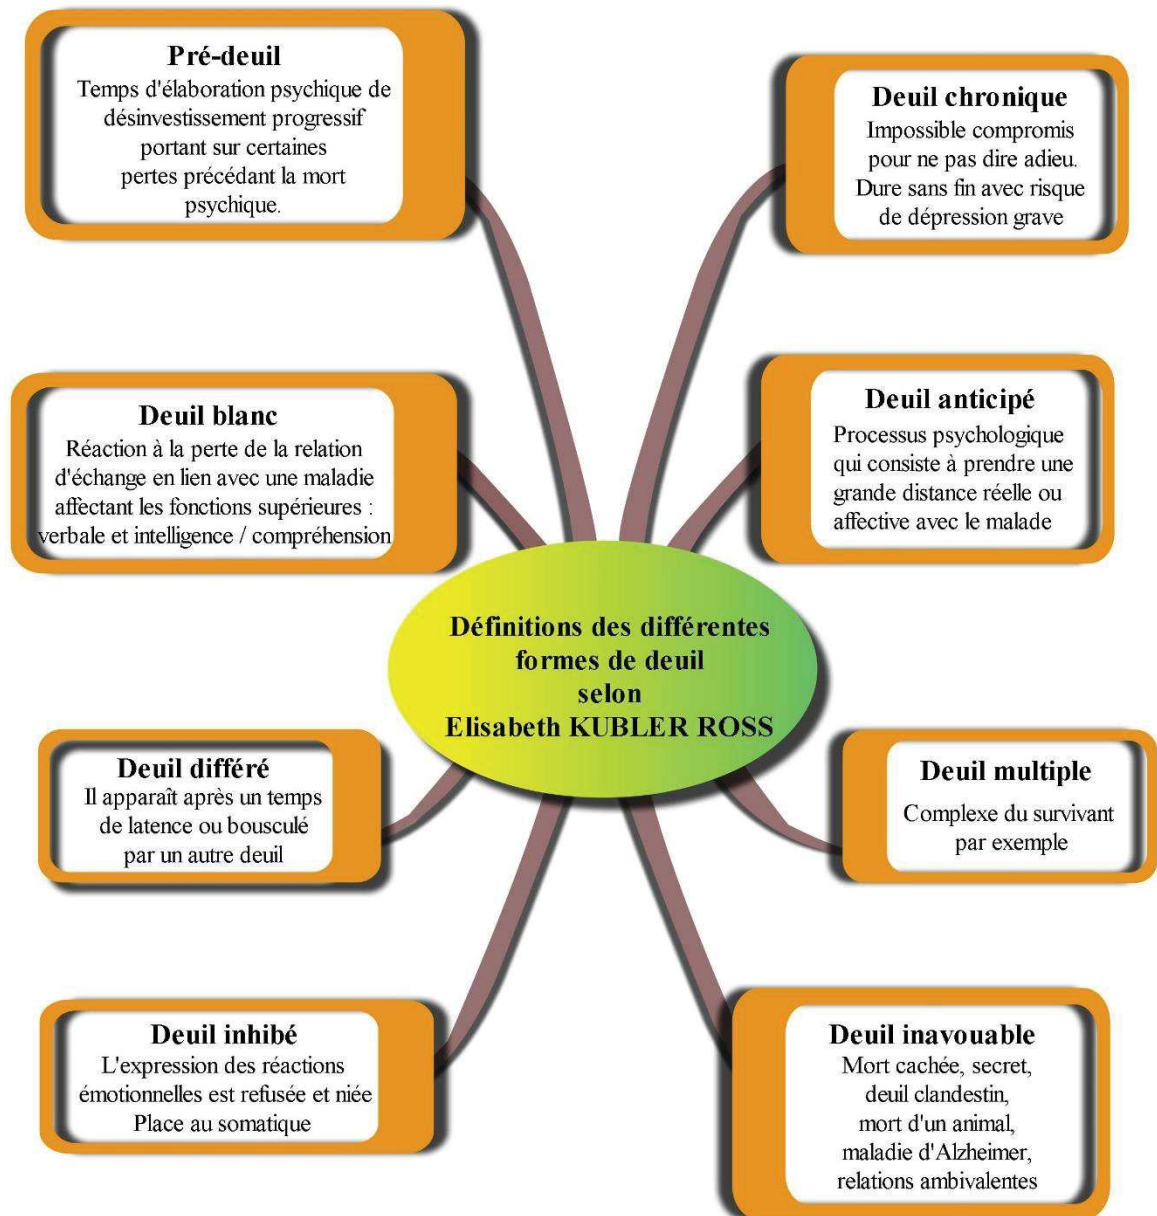 Pré-deuil
Temps d'élaboration psychique de
désinvestissement progressif
portant sur certaines
pertes précédant la mort
psychique.
Deuil chronique
Impossible compromis
pour ne pas dire adieu.
Dure sans fin avec risque
de dépression grave
Deuil blanc
Réaction à la perte de la relation
d'échange en lien avec une maladie
affectant les fonctions supérieures :
verbale et intelligence / compréhension
Deuil anticipé
Processus psychologique
qui consiste à prendre une
grande distance réelle ou
affective avec le malade
Définitions des différentes
formes de deuil
selon
Elisabeth KUBLER ROSS
Deuil différé
Il apparaît après un temps
de latence ou bousculé
par un autre deuil
Deuil multiple
Complexe du survivant
par exemple
Deuil inhibé
L'expression des réactions
émotionnelles est refusée et niée
Place au somatique
Deuil inavouable
Mort cachée, secret,
deuil clandestin,
mort d'un animal,
maladie d'Alzheimer,
relations ambivalentes